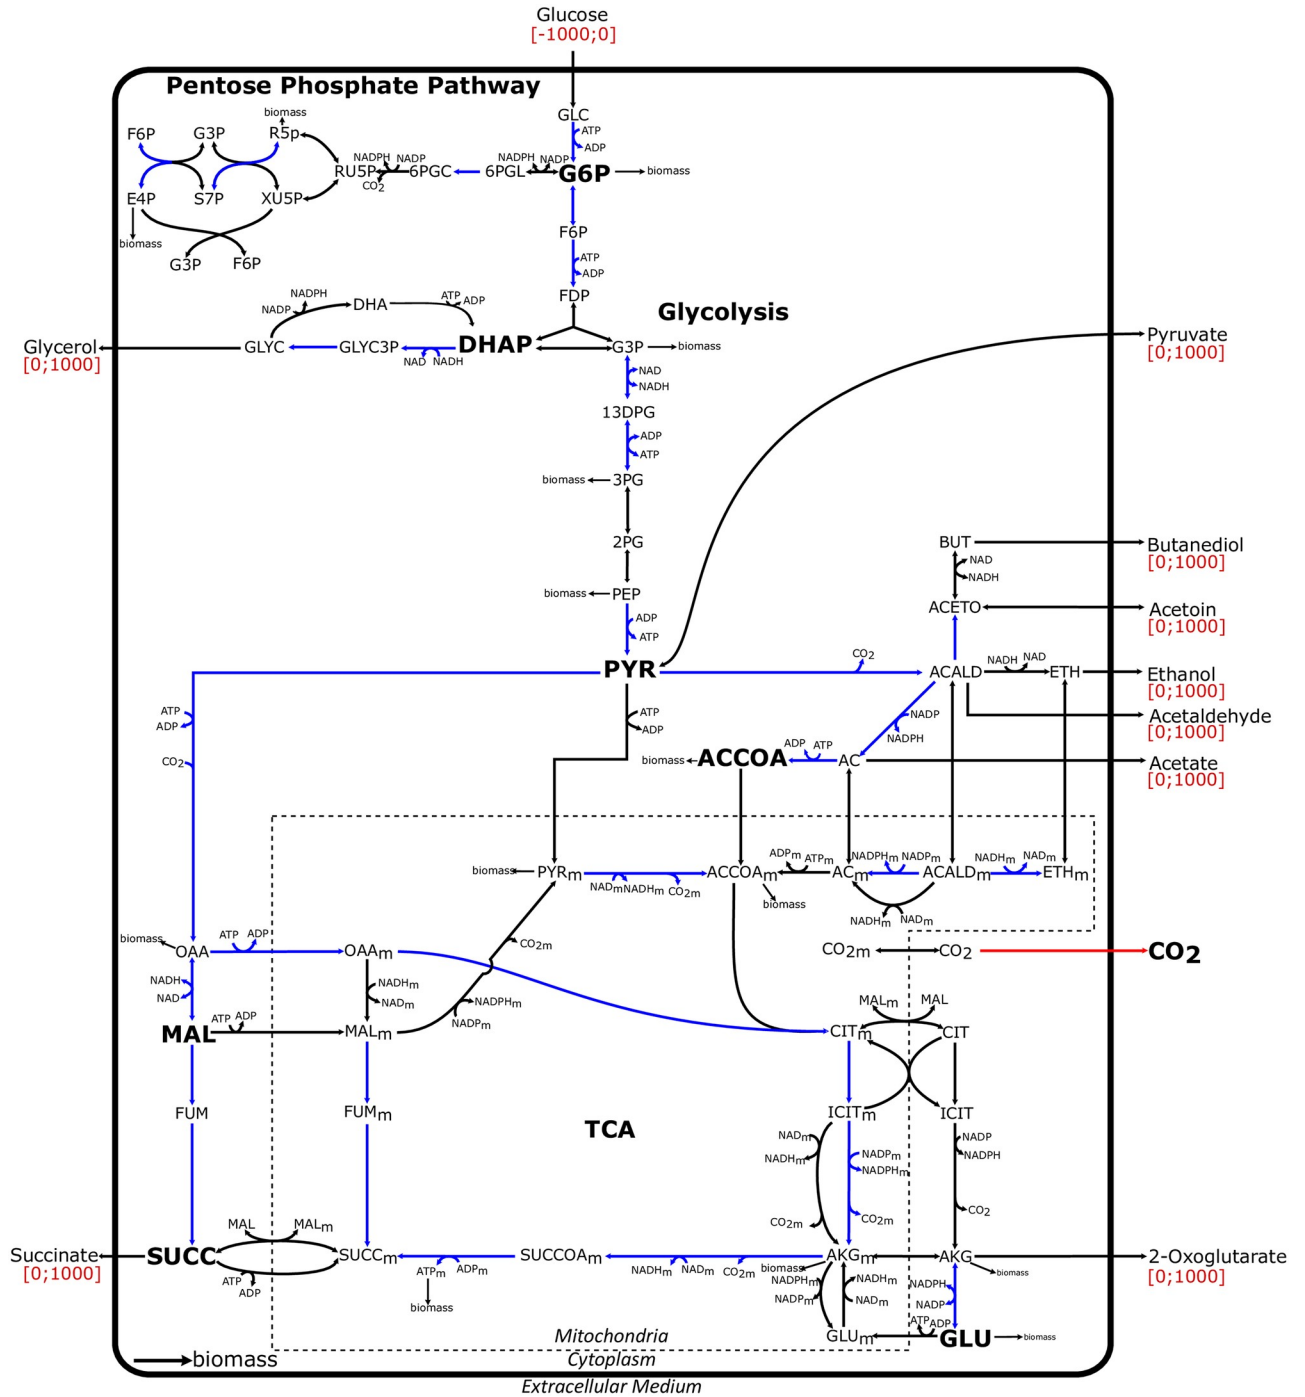 Glucose
[-1000;0]
Pentose Phosphate Pathway
biomass
GLC
F6P G3P R5p
ATP
ADP
NADPH NADP
NADPH NADP
RU5P 6PGC 6PGL G6P biomass
CO2
E4P S7P XU5P
F6P
biomass
G3P F6P
ATP
ADP
FDP
NADPH DHA ATP ADP
NADP
Glycolysis
Glycerol GLYC GLYC3P DHAP G3P biomass
[0;1000]
NAD NADH
Pyruvate
[0;1000]
NAD
NADH
13DPG
ADP
ATP
biomass 3PG
2PG
BUT Butanediol
[0;1000]
NAD
NADH
biomass PEP
ACETO Acetoin
[0;1000]
ADP
ATP
CO2
NADH NAD
PYR ACALD ETH Ethanol
[0;1000]
ATP
ADP
ATP
ADP
NADP
NADPH
Acetaldehyde
[0;1000]
CO2
ADP ATP
biomass ACCOA AC Acetate
[0;1000]
ADPm ATPm NADPHm NADPm NADHm NADm
biomass PYRm ACCOAm ACm ACALDm ETHm
NADmNADHm CO2m
biomass
NADHm NADm
biomass
ATP ADP
CO2m
OAA OAAm CO2m CO2 CO2
NADH
NAD
NADHm
NADm
NADPHm
NADPm
MALm MAL
ATP ADP
MAL MALm CITm CIT
FUM FUMm ICITm ICIT
TCA
NADm
NADHm
NADPm
NADPHm
NADP
NADPH
CO2m CO2m CO2
MAL MALm
Succinate SUCC SUCCm SUCCOAm AKGm AKG 2-Oxoglutarate
[0;1000] [0;1000]
ATP
ADP
ATPm ADPm
NADHm NADm CO2m
biomass
biomass
biomass
NADPHm
NADPm
NADHm
NADm
NADPH
NADP
ATP ADP
GLUm GLU biomass
Mitochondria
biomass Cytoplasm
Extracellular Medium